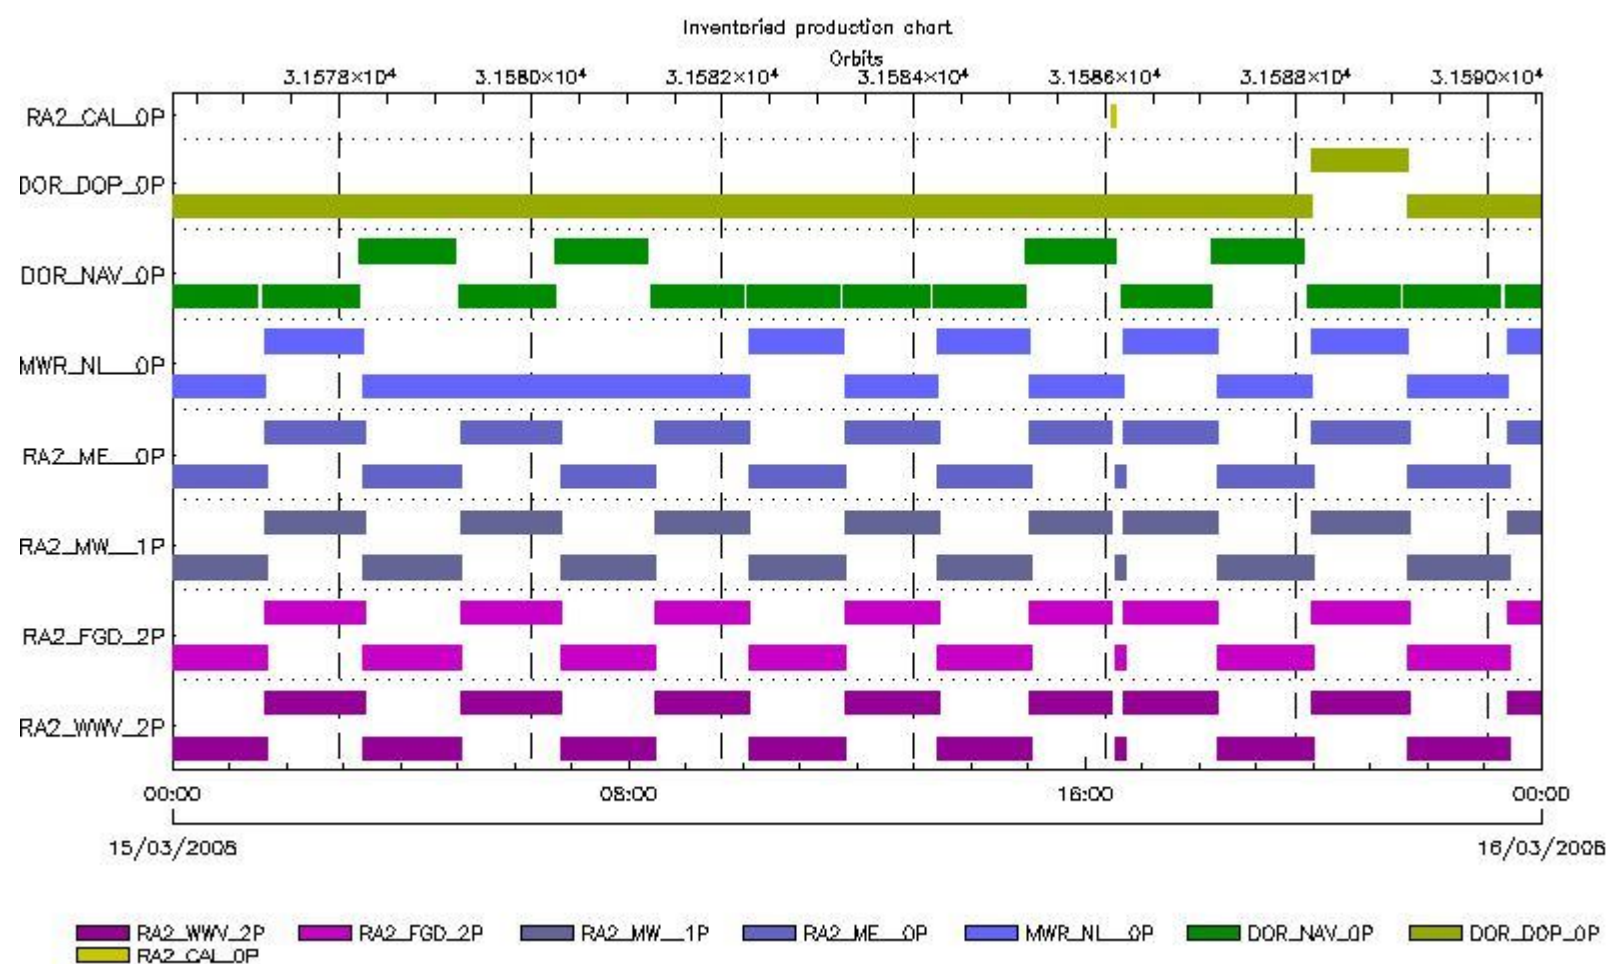 Inventoried production chart
Orbits
3.1578×10⁴ 3.1580×10⁴ 3.1582×10⁴ 3.1584×10⁴ 3.1586×10⁴ 3.1588×10⁴ 3.1590×10⁴
RA2_CAL_0P
DOR_DOP_0P
DOR_NAV_0P
MWR_NL__0P
RA2_ME__0P
RA2_MW__1P
RA2_FGD_2P
RA2_WWV_2P
00:00 08:00 16:00 00:00
15/03/2008 16/03/2008
RA2_WWV_2P RA2_FGD_2P RA2_MW__1P RA2_ME__0P MWR_NL__0P DOR_NAV_0P DOR_DOP_0P
RA2_CAL_0P